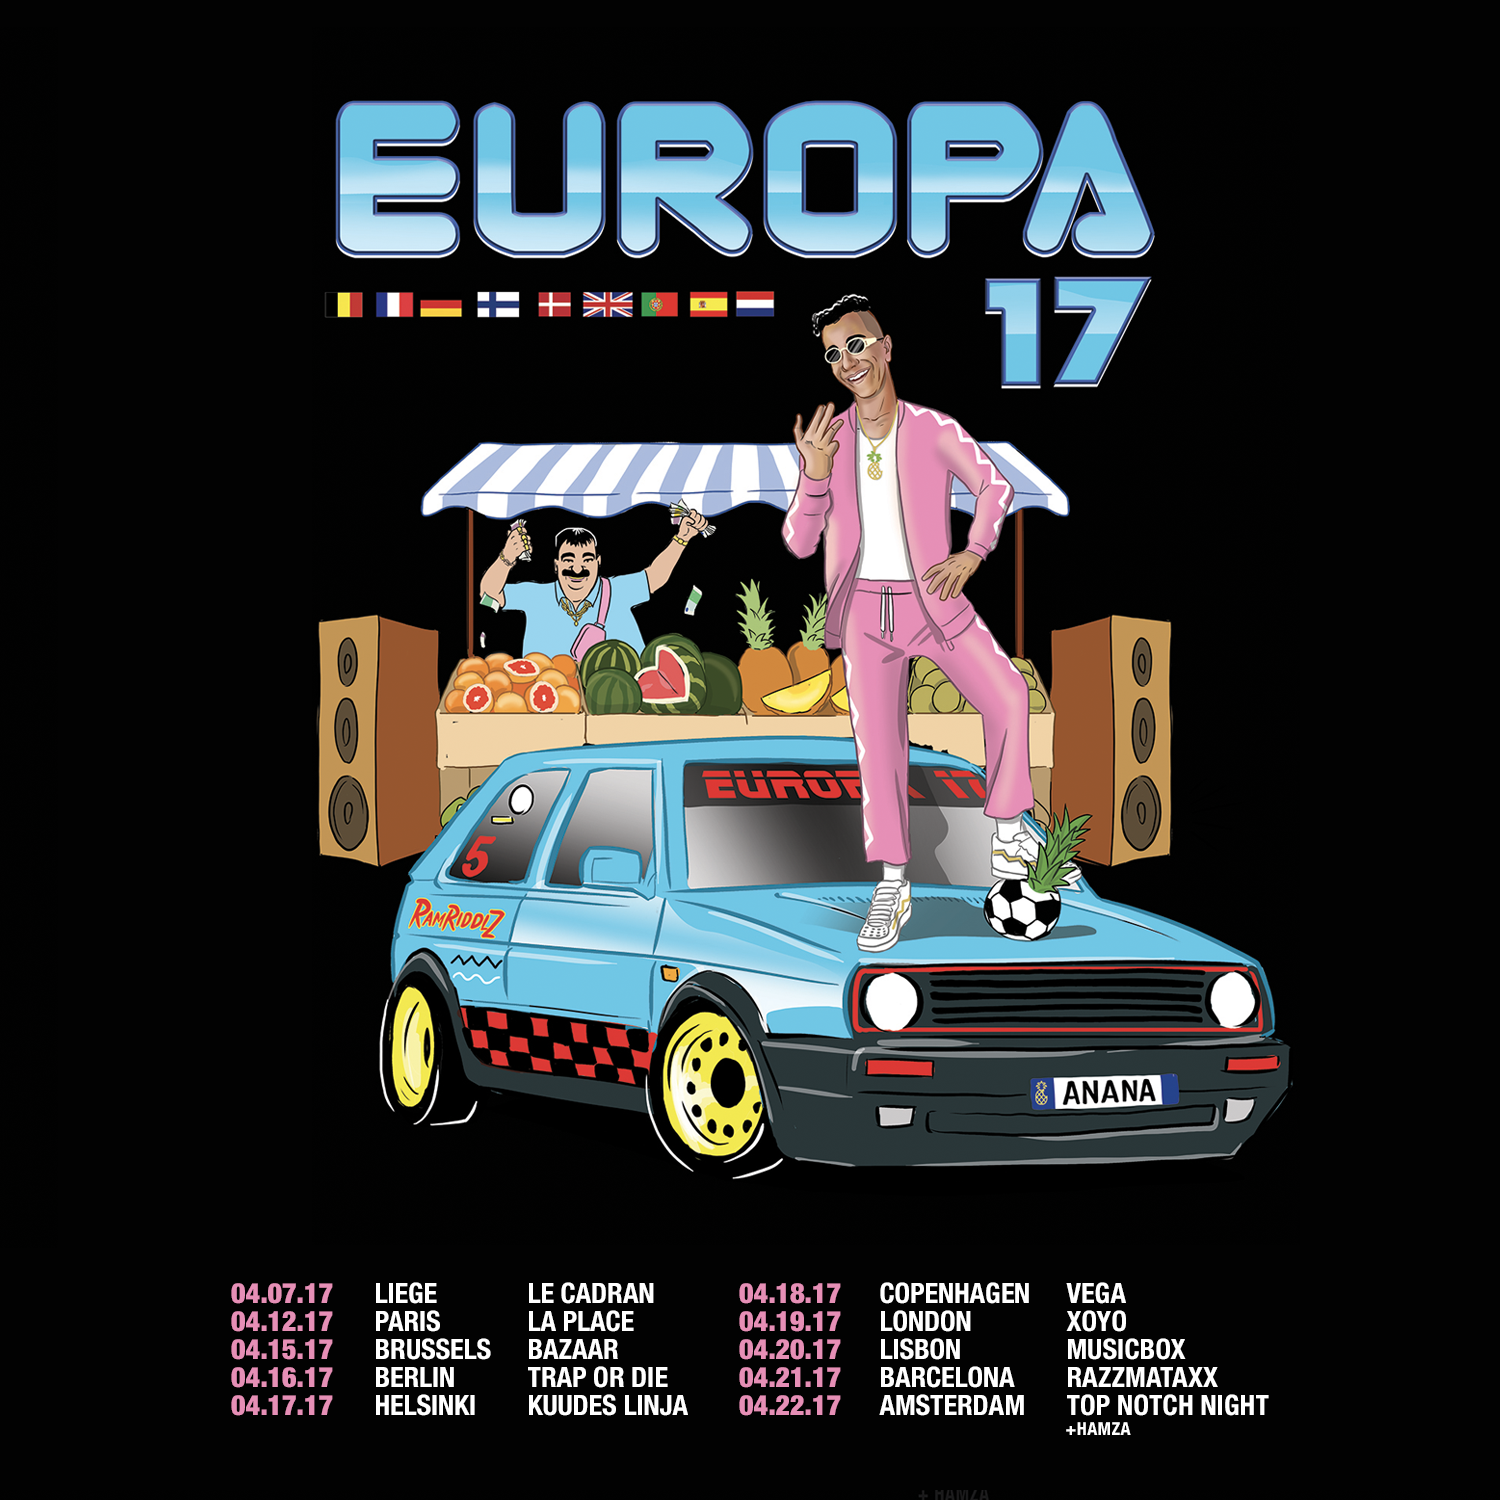 EUROPA
17
EUROPA 17
5
RAMRIDDLZ
ANANA
04.07.17 LIEGE LE CADRAN
04.12.17 PARIS LA PLACE
04.15.17 BRUSSELS BAZAAR
04.16.17 BERLIN TRAP OR DIE
04.17.17 HELSINKI KUUDES LINJA
04.18.17 COPENHAGEN VEGA
04.19.17 LONDON XOYO
04.20.17 LISBON MUSICBOX
04.21.17 BARCELONA RAZZMATAXX
04.22.17 AMSTERDAM TOP NOTCH NIGHT
+HAMZA
+ HAMZA